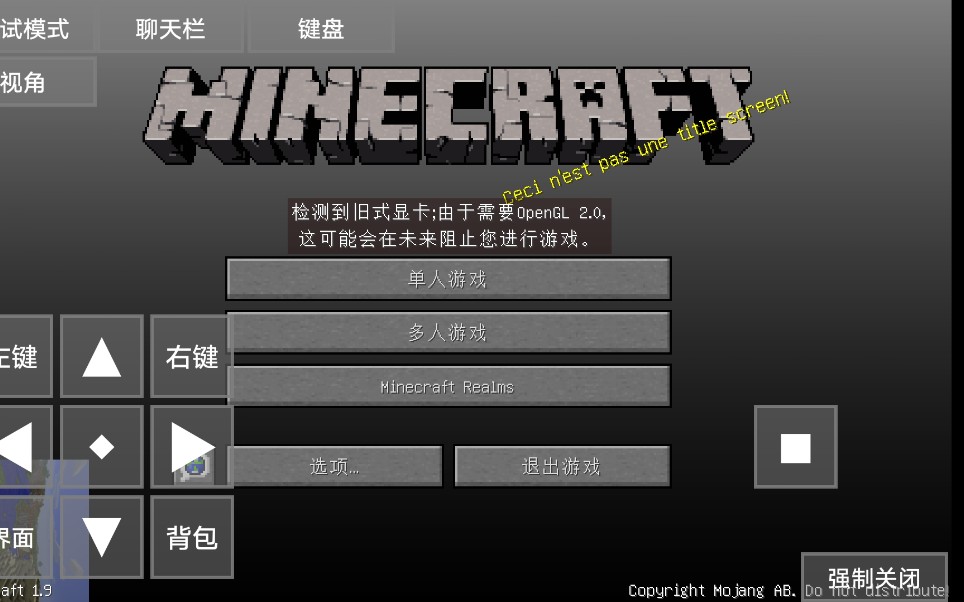 试模式
聊天栏
键盘
视角
MINECRAFT
Ceci n'est pas une title screen!
检测到旧式显卡;由于需要OpenGL 2.0,
这可能会在未来阻止您进行游戏。
单人游戏
多人游戏
左键
右键
Minecraft Realms
选项...
退出游戏
界面
背包
强制关闭
aft 1.9
Copyright Mojang AB. Do not distribute!